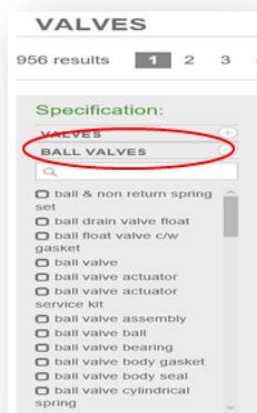 VALVES
956 results 1 2 3
Specification:
VALVES
BALL VALVES
ball & non return spring
set
ball drain valve float
ball float valve c/w
gasket
ball valve
ball valve actuator
ball valve actuator
service kit
ball valve assembly
ball valve ball
ball valve bearing
ball valve body gasket
ball valve body seal
ball valve cylindrical
spring